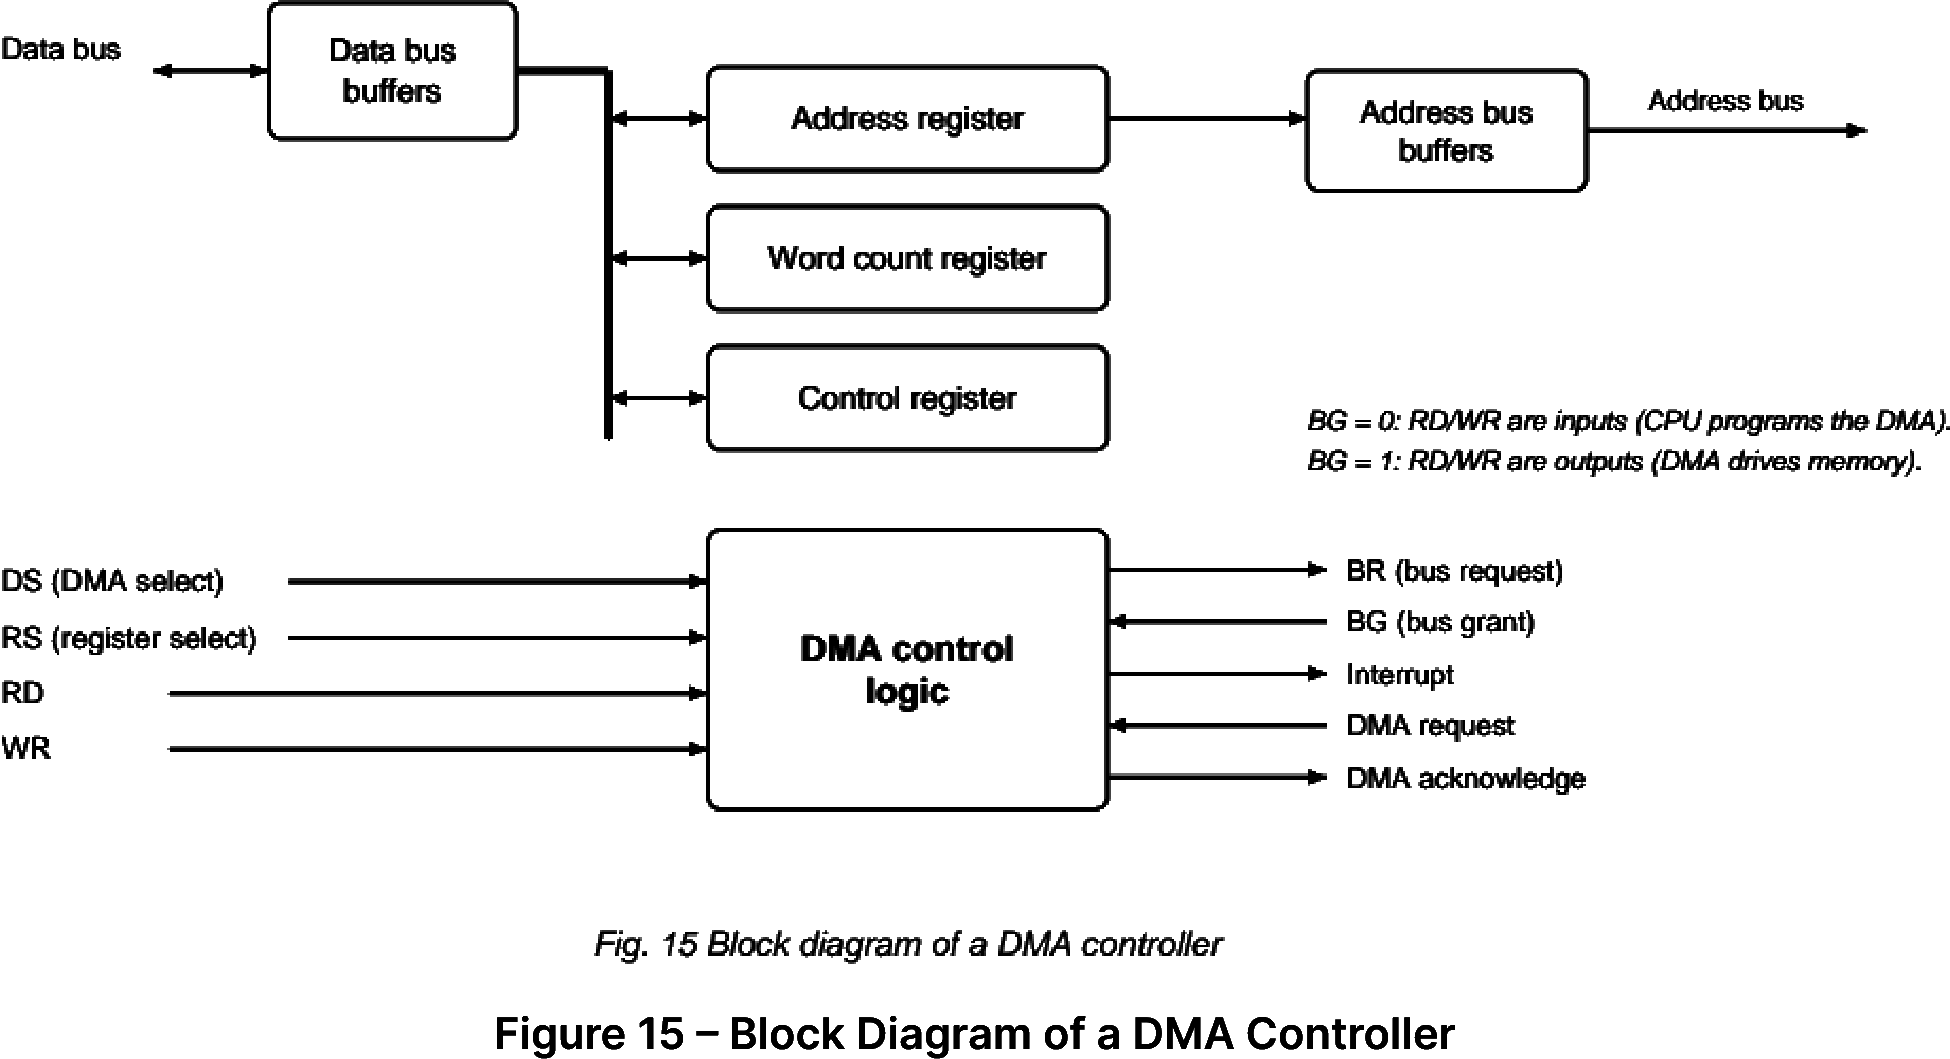 Data bus
Data bus
buffers
Address register
Address bus
buffers
Address bus
Word count register
Control register
BG = 0: RD/WR are inputs (CPU programs the DMA).
BG = 1: RD/WR are outputs (DMA drives memory).
DS (DMA select)
RS (register select)
RD
WR
DMA control
logic
BR (bus request)
BG (bus grant)
Interrupt
DMA request
DMA acknowledge
Fig. 15 Block diagram of a DMA controller
Figure 15 – Block Diagram of a DMA Controller